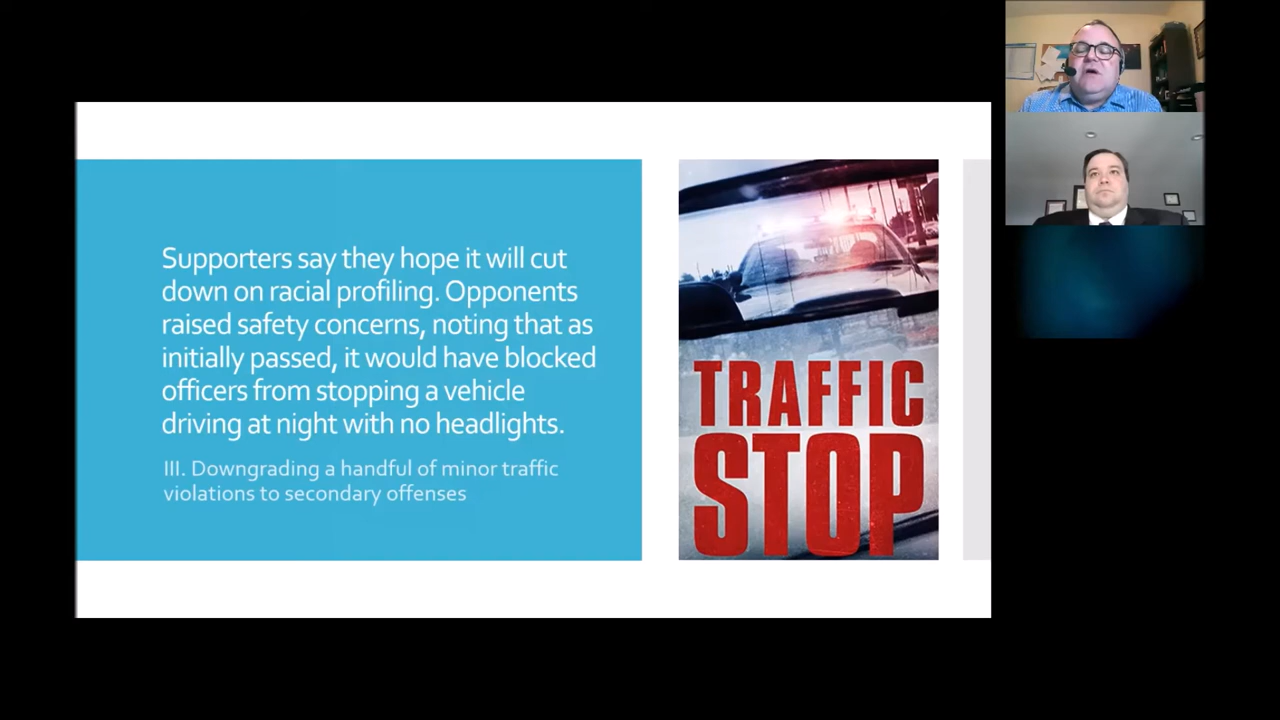 Supporters say they hope it will cut
down on racial profiling. Opponents
raised safety concerns, noting that as
initially passed, it would have blocked
officers from stopping a vehicle
driving at night with no headlights.
III. Downgrading a handful of minor traffic
violations to secondary offenses
TRAFFIC
STOP